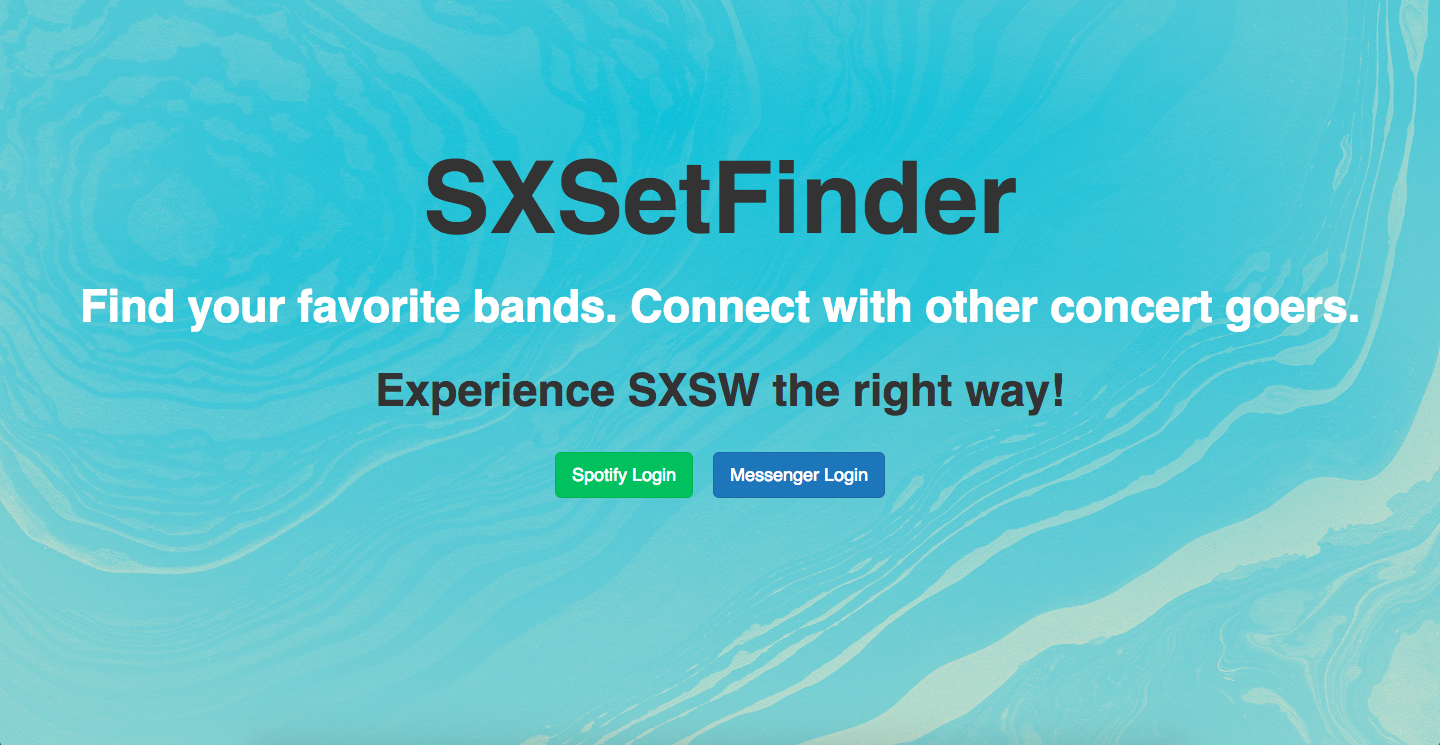 SXSetFinder
Find your favorite bands. Connect with other concert goers.
Experience SXSW the right way!
Spotify Login
Messenger Login